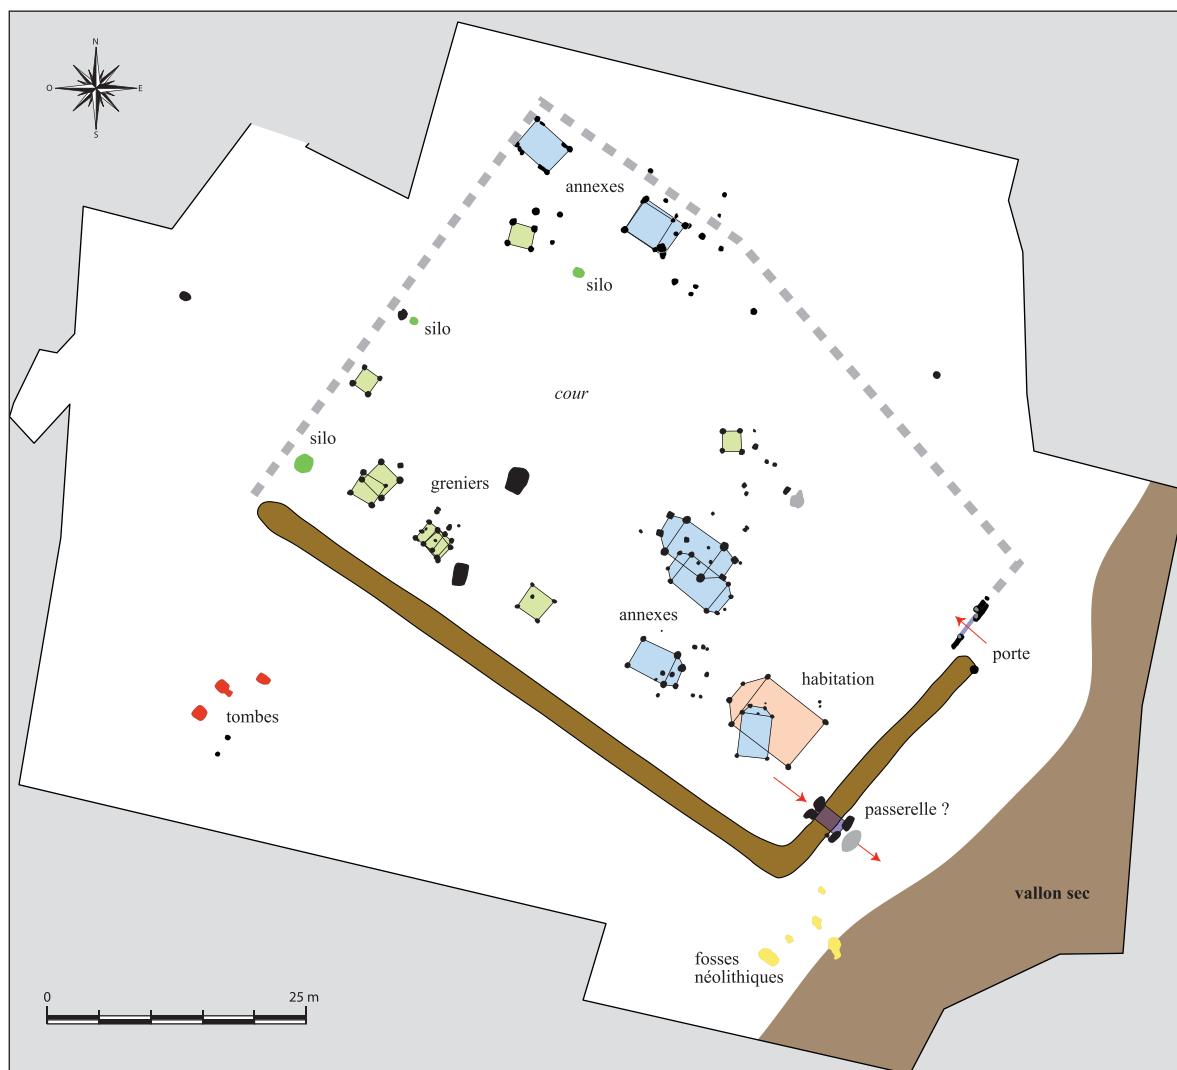 N
O
E
S
annexes
silo
silo
cour
silo
greniers
annexes
porte
habitation
tombes
passerelle ?
vallon sec
fosses
néolithiques
0
25 m